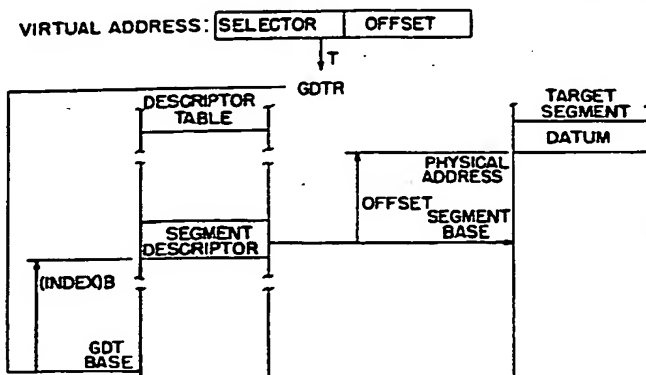 VIRTUAL ADDRESS: SELECTOR OFFSET
T
GDTR
DESCRIPTOR
TABLE
TARGET
SEGMENT
DATUM
PHYSICAL
ADDRESS
OFFSET
SEGMENT
BASE
SEGMENT
DESCRIPTOR
(INDEX)B
GDT
BASE